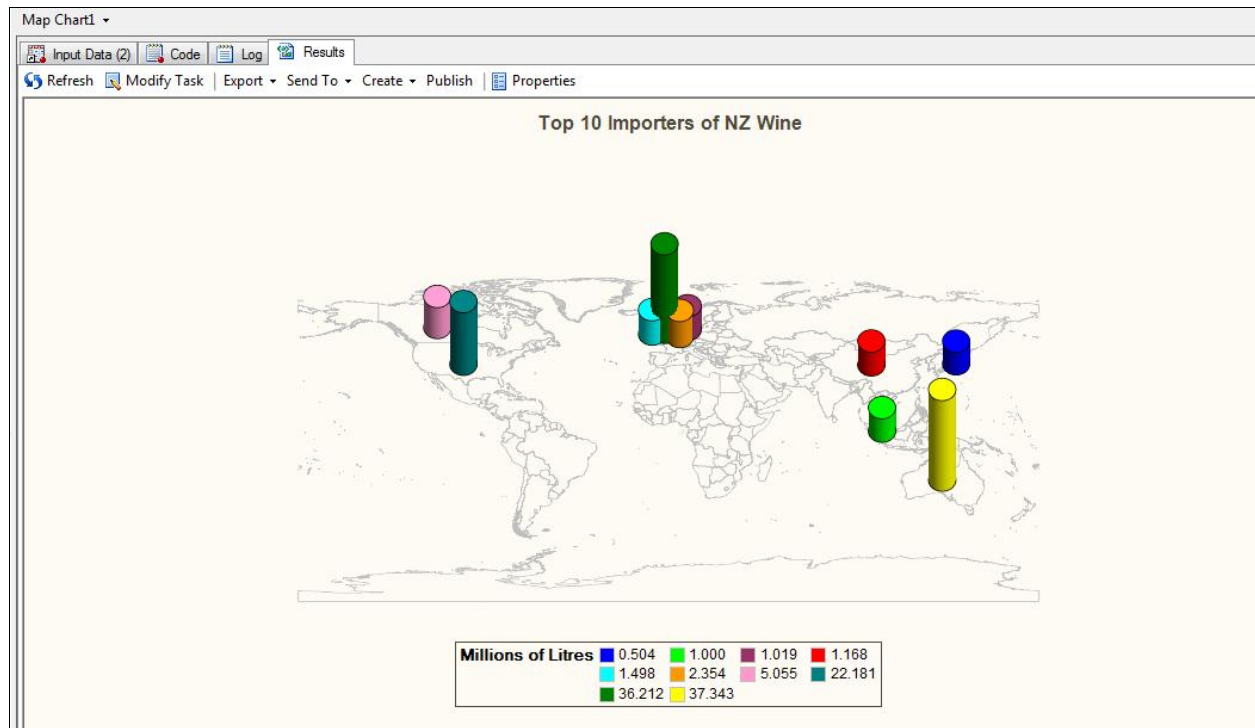 Map Chart1
Input Data (2) Code Log Results
Refresh Modify Task Export Send To Create Publish Properties
Top 10 Importers of NZ Wine
Millions of Litres 0.504 1.000 1.019 1.168
1.498 2.354 5.055 22.181
36.212 37.343